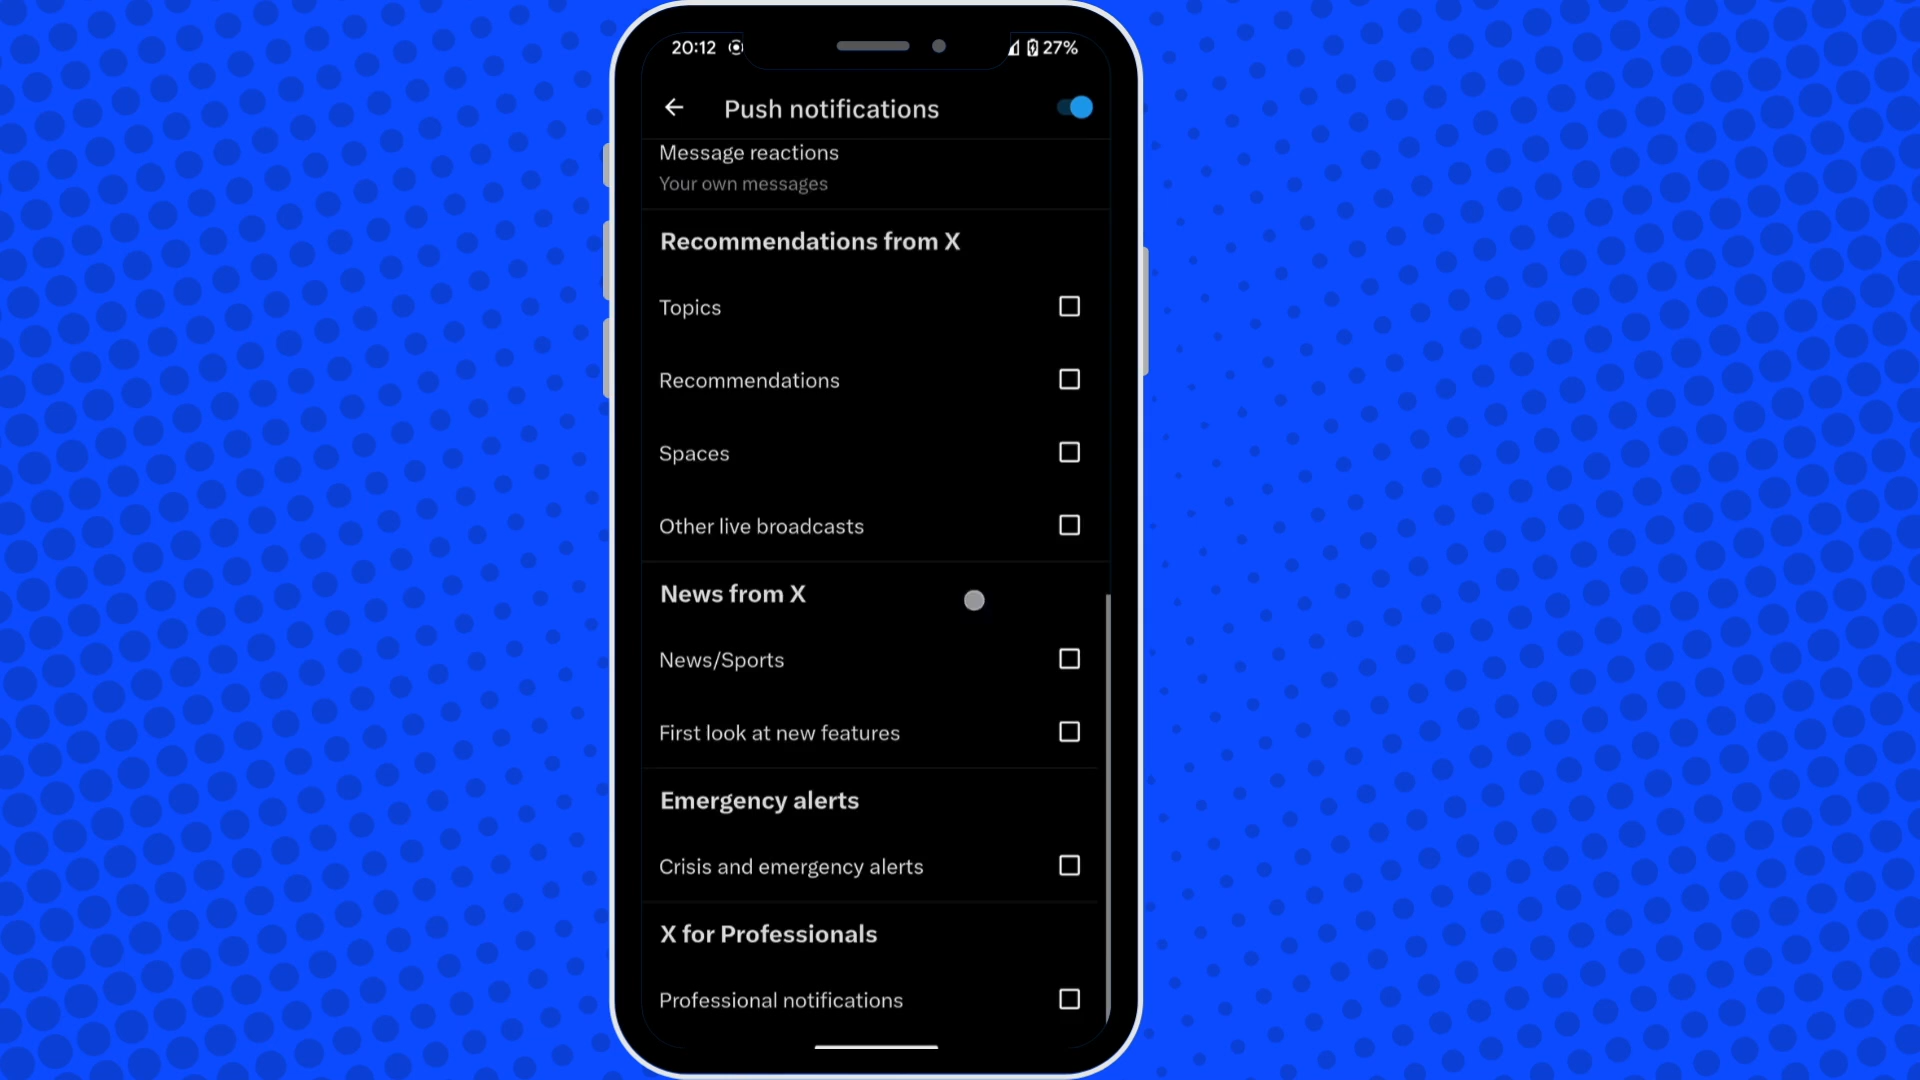 20:12
27%
Push notifications
Message reactions
Your own messages
Recommendations from X
Topics
Recommendations
Spaces
Other live broadcasts
News from X
News/Sports
First look at new features
Emergency alerts
Crisis and emergency alerts
X for Professionals
Professional notifications